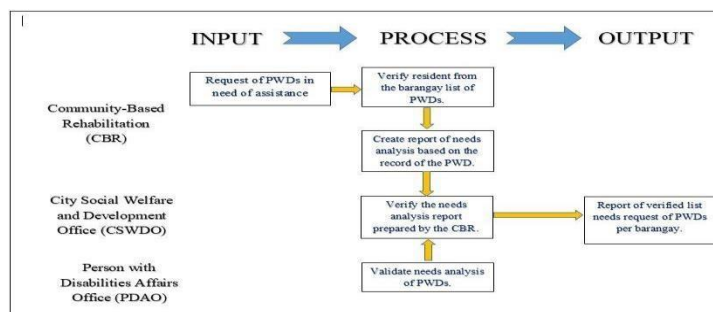 INPUT PROCESS OUTPUT
Request of PWDs in
need of assistance
Verify resident from
the barangay list of
PWDs.
Community-Based
Rehabilitation
(CBR)
Create report of needs
analysis based on the
record of the PWD.
City Social Welfare
and Development
Office (CSWDO)
Verify the needs
analysis report
prepared by the CBR.
Report of verified list
needs request of PWDs
per barangay.
Person with
Disabilities Affairs
Office (PDAO)
Validate needs analysis
of PWDs.